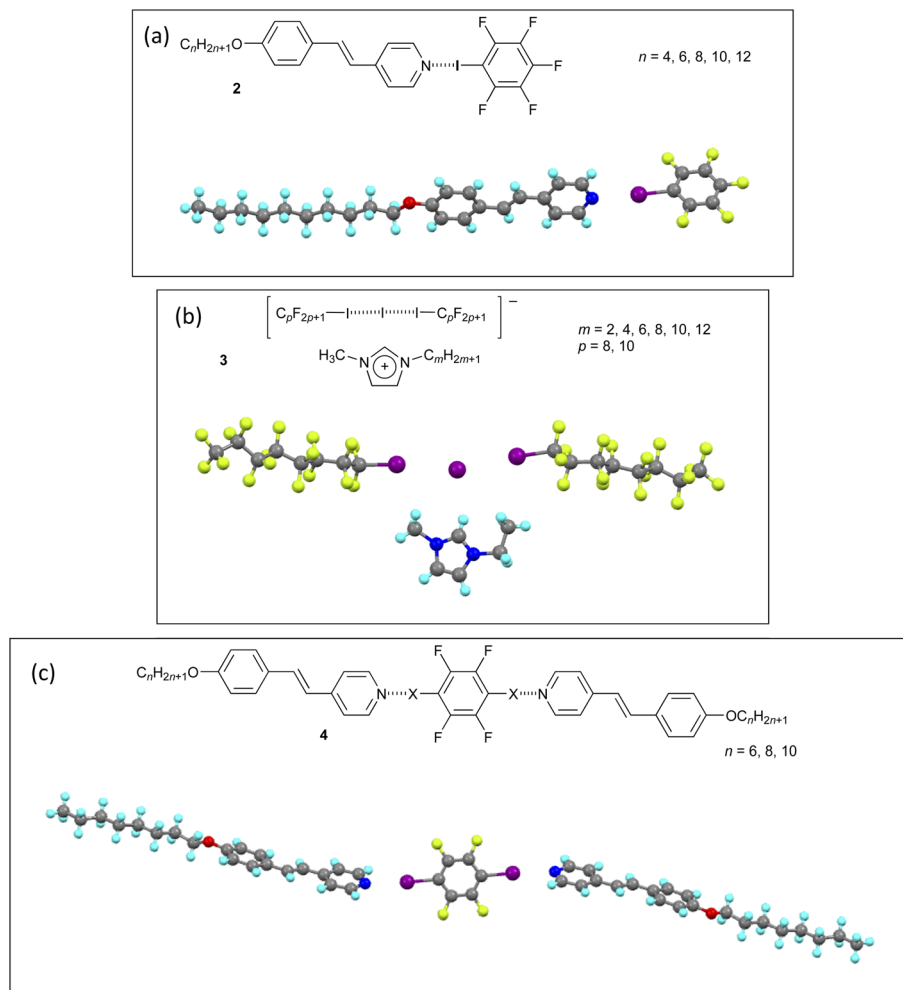 (a)
F F
CₙH₂ₙ₊₁O N I F
n = 4, 6, 8, 10, 12
2
F F
(b)
CₚF₂ₚ₊₁—I I I—CₚF₂ₚ₊₁ –
m = 2, 4, 6, 8, 10, 12
p = 8, 10
3
H₃C N + N CₘH₂ₘ₊₁
(c)
F F
CₙH₂ₙ₊₁O N X X N OCₙH₂ₙ₊₁
4
F F
n = 6, 8, 10